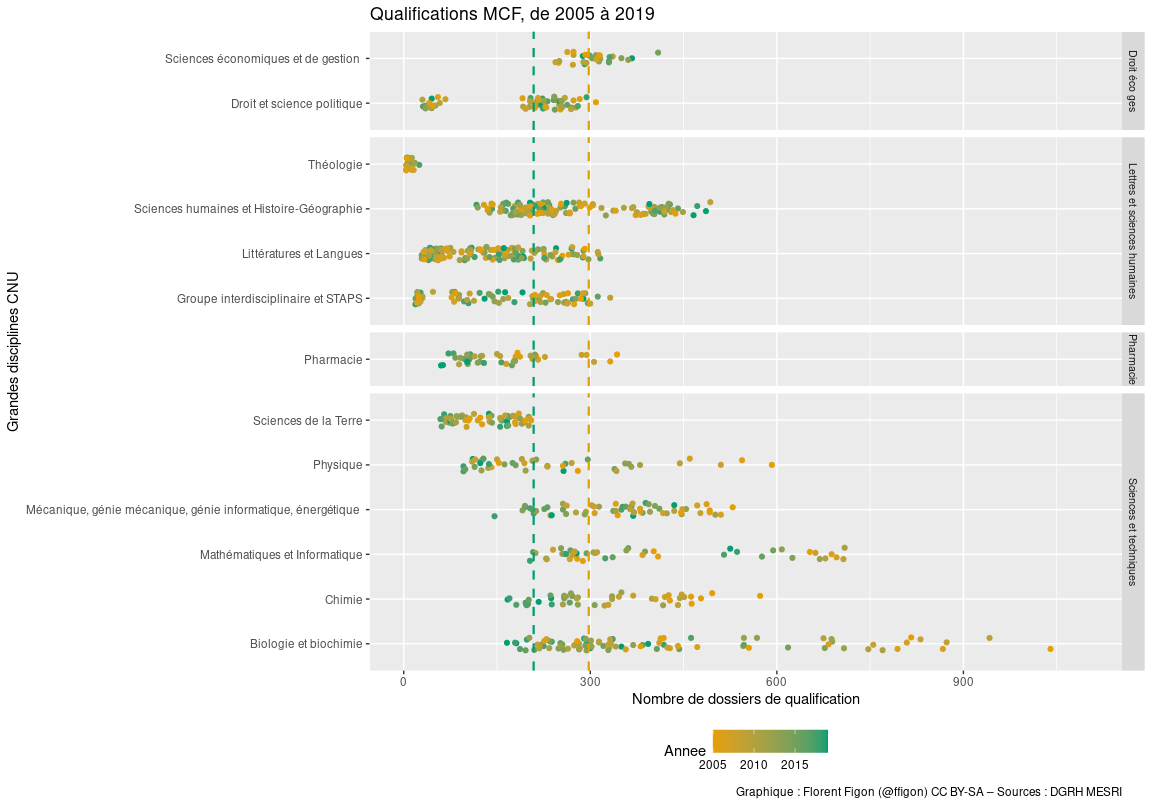 Qualifications MCF, de 2005 à 2019
Grandes disciplines CNU
Sciences économiques et de gestion
Droit et science politique
Droit éco ges
Théologie
Sciences humaines et Histoire-Géographie
Littératures et Langues
Groupe interdisciplinaire et STAPS
Lettres et sciences humaines
Pharmacie
Pharmacie
Sciences de la Terre
Physique
Mécanique, génie mécanique, génie informatique, énergétique
Mathématiques et Informatique
Chimie
Biologie et biochimie
Sciences et techniques
0 300 600 900
Nombre de dossiers de qualification
Annee
2005 2010 2015
Graphique : Florent Figon (@ffigon) CC BY-SA – Sources : DGRH MESRI